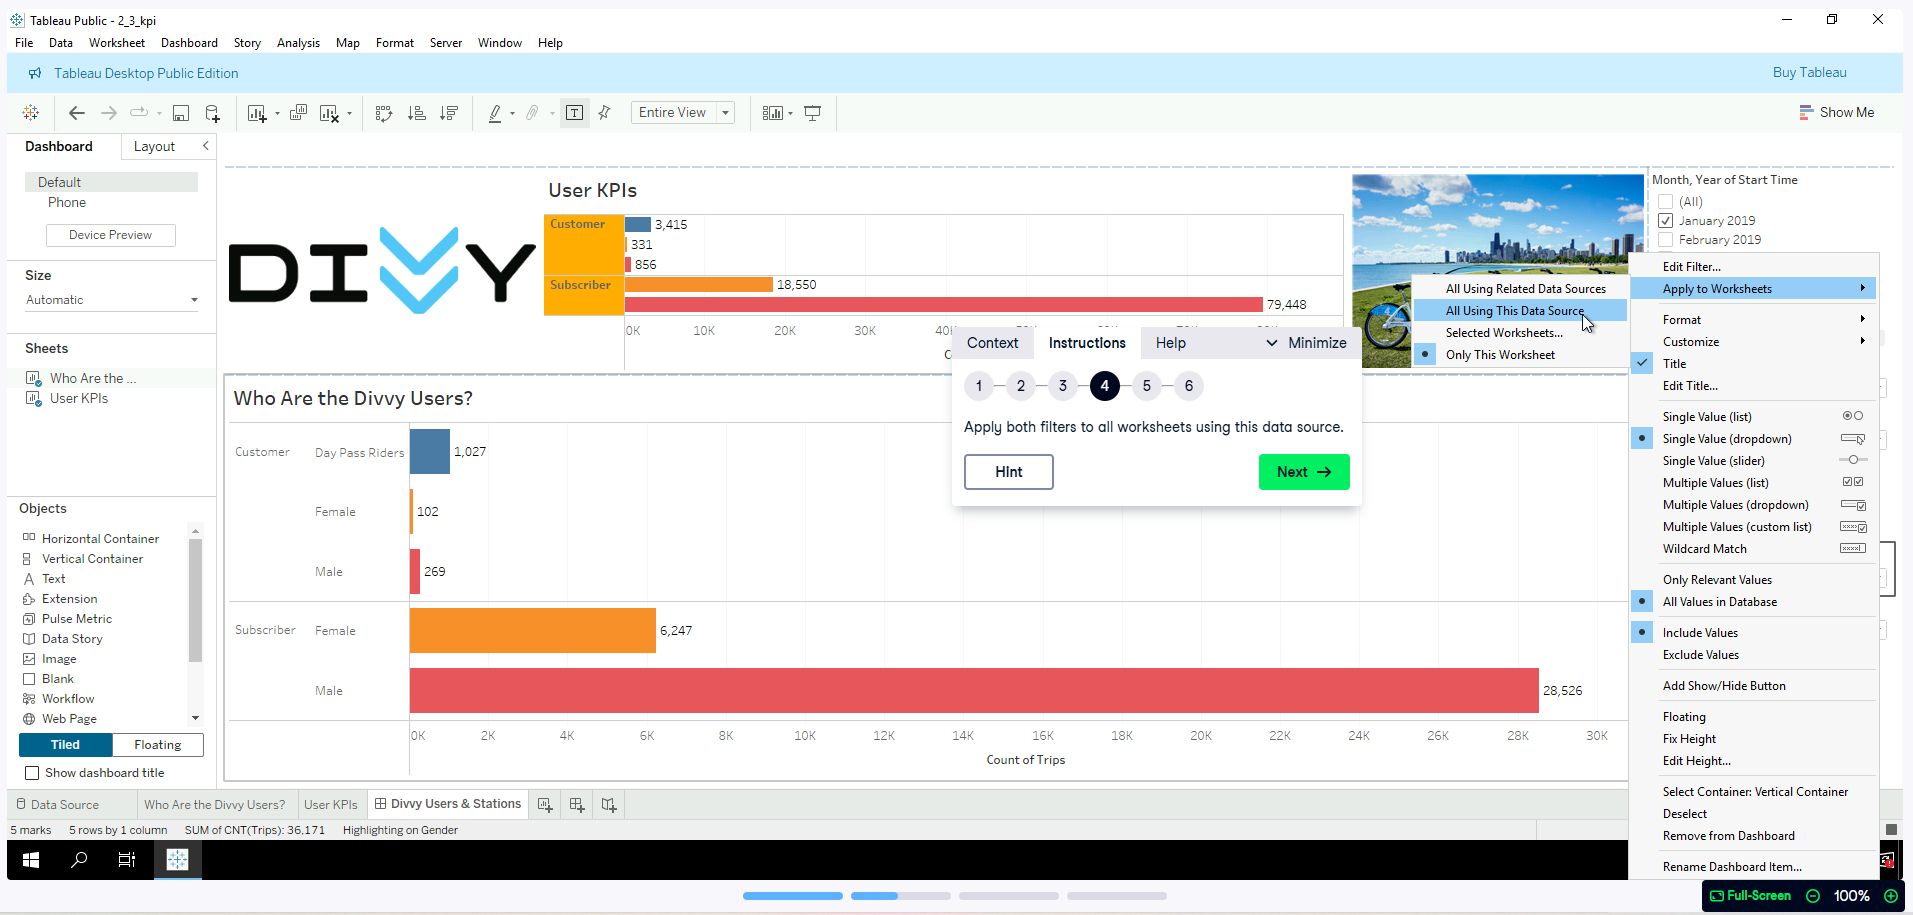 Tableau Public - 2_3_kpi
File Data Worksheet Dashboard Story Analysis Map Format Server Window Help
Tableau Desktop Public Edition
Buy Tableau
Entire View
Show Me
Dashboard Layout
Default
Phone
Device Preview
Size
Automatic
Sheets
Who Are the ...
User KPIs
Objects
Horizontal Container
Vertical Container
Text
Extension
Pulse Metric
Data Story
Image
Blank
Workflow
Web Page
Tiled Floating
Show dashboard title
DIVVY
User KPIs
Customer
3,415
331
856
Subscriber
18,550
79,448
0K 10K 20K 30K
Month, Year of Start Time
(All)
January 2019
February 2019
All Using Related Data Sources
All Using This Data Source
Selected Worksheets...
Only This Worksheet
Edit Filter...
Apply to Worksheets
Format
Customize
Title
Edit Title...
Single Value (list)
Single Value (dropdown)
Single Value (slider)
Multiple Values (list)
Multiple Values (dropdown)
Multiple Values (custom list)
Wildcard Match
Only Relevant Values
All Values in Database
Include Values
Exclude Values
Add Show/Hide Button
Floating
Fix Height
Edit Height...
Select Container: Vertical Container
Deselect
Remove from Dashboard
Rename Dashboard Item...
Context Instructions Help Minimize
1 2 3 4 5 6
Apply both filters to all worksheets using this data source.
Hint
Next
Who Are the Divvy Users?
Customer Day Pass Riders 1,027
Female 102
Male 269
Subscriber Female 6,247
Male 28,526
0K 2K 4K 6K 8K 10K 12K 14K 16K 18K 20K 22K 24K 26K 28K 30K
Count of Trips
Data Source Who Are the Divvy Users? User KPIs Divvy Users & Stations
5 marks 5 rows by 1 column SUM of CNT(Trips): 36,171 Highlighting on Gender
Full-Screen 100%